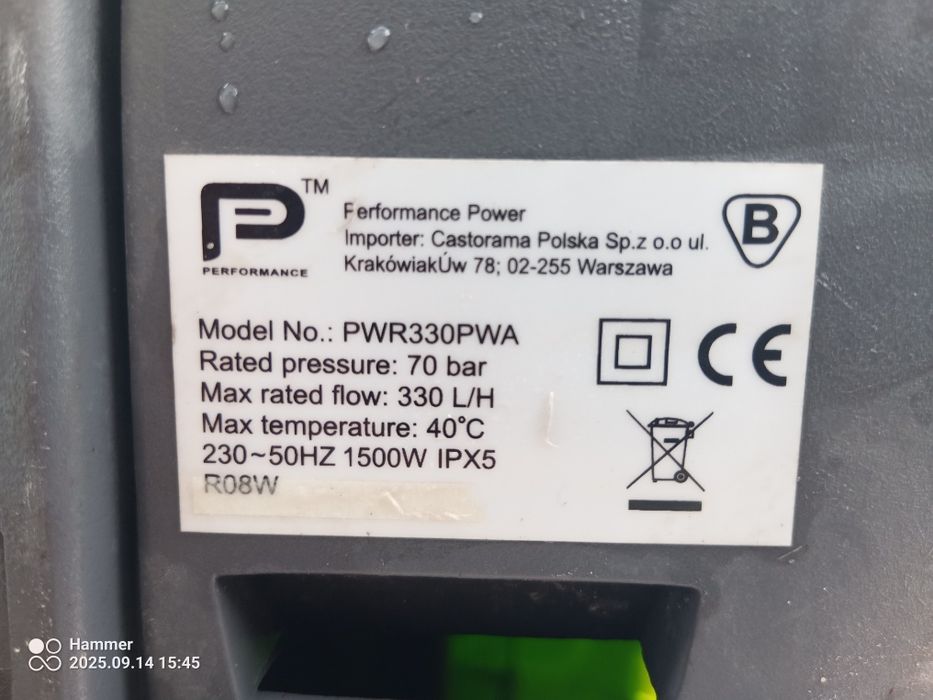 TM
PERFORMANCE
Ferformance Power
Importer: Castorama Polska Sp.z o.o ul.
KrakówiakÚw 78; 02-255 Warszawa
B
Model No.: PWR330PWA
Rated pressure: 70 bar
Max rated flow: 330 L/H
Max temperature: 40°C
230~50HZ 1500W IPX5
R08W
CE
Hammer
2025.09.14 15:45